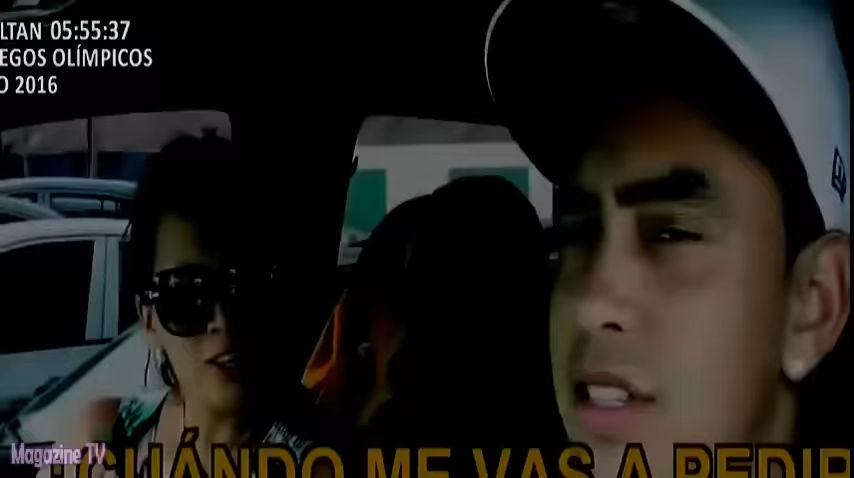 LTAN 05:55:37
EGOS OLÍMPICOS
O 2016
Magazine TV
¿CUÁNDO ME VAS A PEDIR